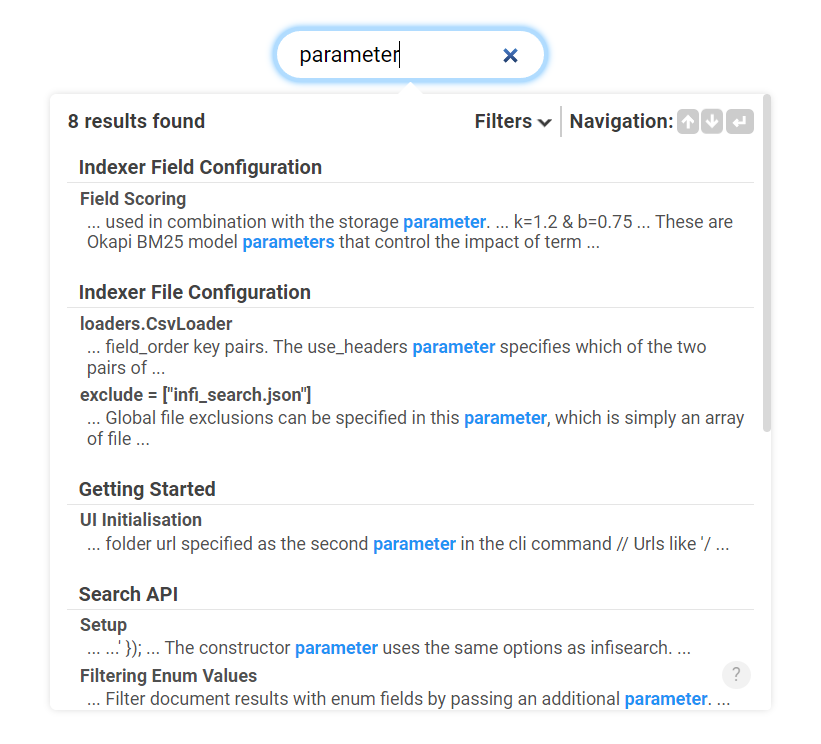 parameter
8 results found
Filters
Navigation:
Indexer Field Configuration
Field Scoring
... used in combination with the storage parameter. ... k=1.2 & b=0.75 ... These are
Okapi BM25 model parameters that control the impact of term ...
Indexer File Configuration
loaders.CsvLoader
... field_order key pairs. The use_headers parameter specifies which of the two
pairs of ...
exclude = ["infi_search.json"]
... Global file exclusions can be specified in this parameter, which is simply an array
of file ...
Getting Started
UI Initialisation
... folder url specified as the second parameter in the cli command // Urls like '/ ...
Search API
Setup
... ...' }); ... The constructor parameter uses the same options as infisearch. ...
Filtering Enum Values
?
... Filter document results with enum fields by passing an additional parameter. ...